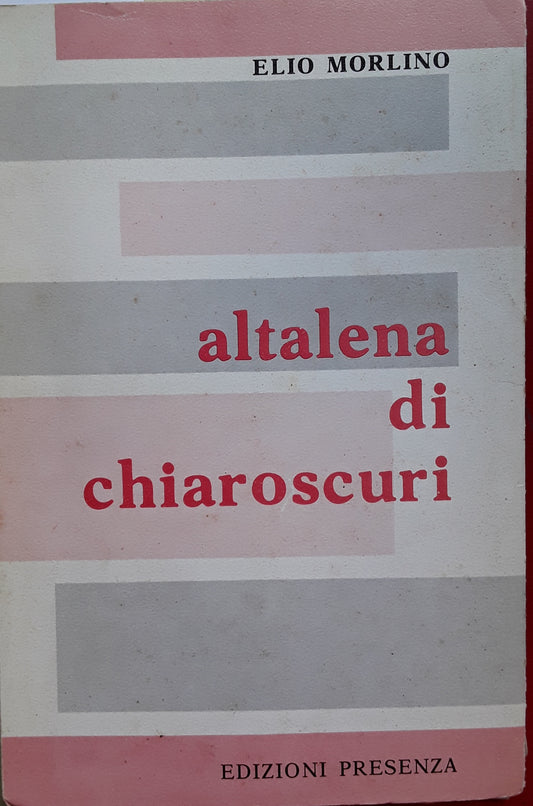 ELIO MORLINO
altalena
di
chiaroscuri
EDIZIONI PRESENZA